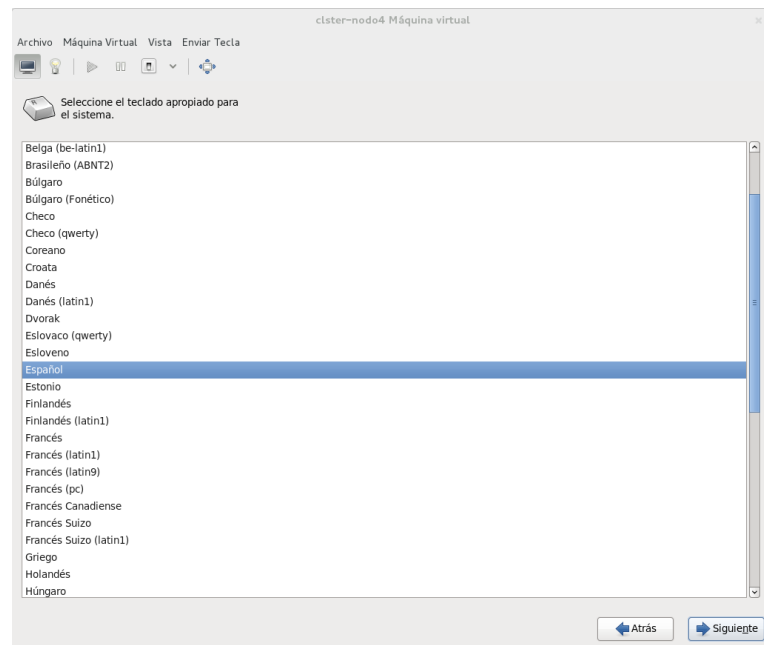 clster-nodo4 Máquina virtual
Archivo Máquina Virtual Vista Enviar Tecla
Seleccione el teclado apropiado para
el sistema.
Belga (be-latin1)
Brasileño (ABNT2)
Búlgaro
Búlgaro (Fonético)
Checo
Checo (qwerty)
Coreano
Croata
Danés
Danés (latin1)
Dvorak
Eslovaco (qwerty)
Esloveno
Español
Estonio
Finlandés
Finlandés (latin1)
Francés
Francés (latin1)
Francés (latin9)
Francés (pc)
Francés Canadiense
Francés Suizo
Francés Suizo (latin1)
Griego
Holandés
Húngaro
Atrás Siguiente